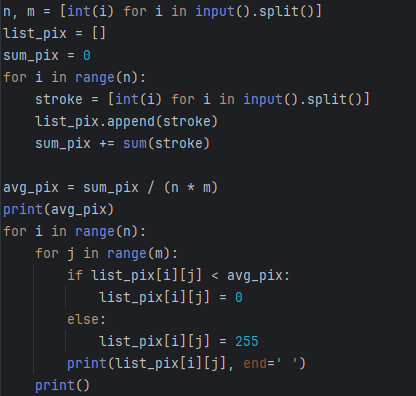 n, m = [int(i) for i in input().split()]
list_pix = []
sum_pix = 0
for i in range(n):
    stroke = [int(i) for i in input().split()]
    list_pix.append(stroke)
    sum_pix += sum(stroke)

avg_pix = sum_pix / (n * m)
print(avg_pix)
for i in range(n):
    for j in range(m):
        if list_pix[i][j] < avg_pix:
            list_pix[i][j] = 0
        else:
            list_pix[i][j] = 255
        print(list_pix[i][j], end=' ')
    print()